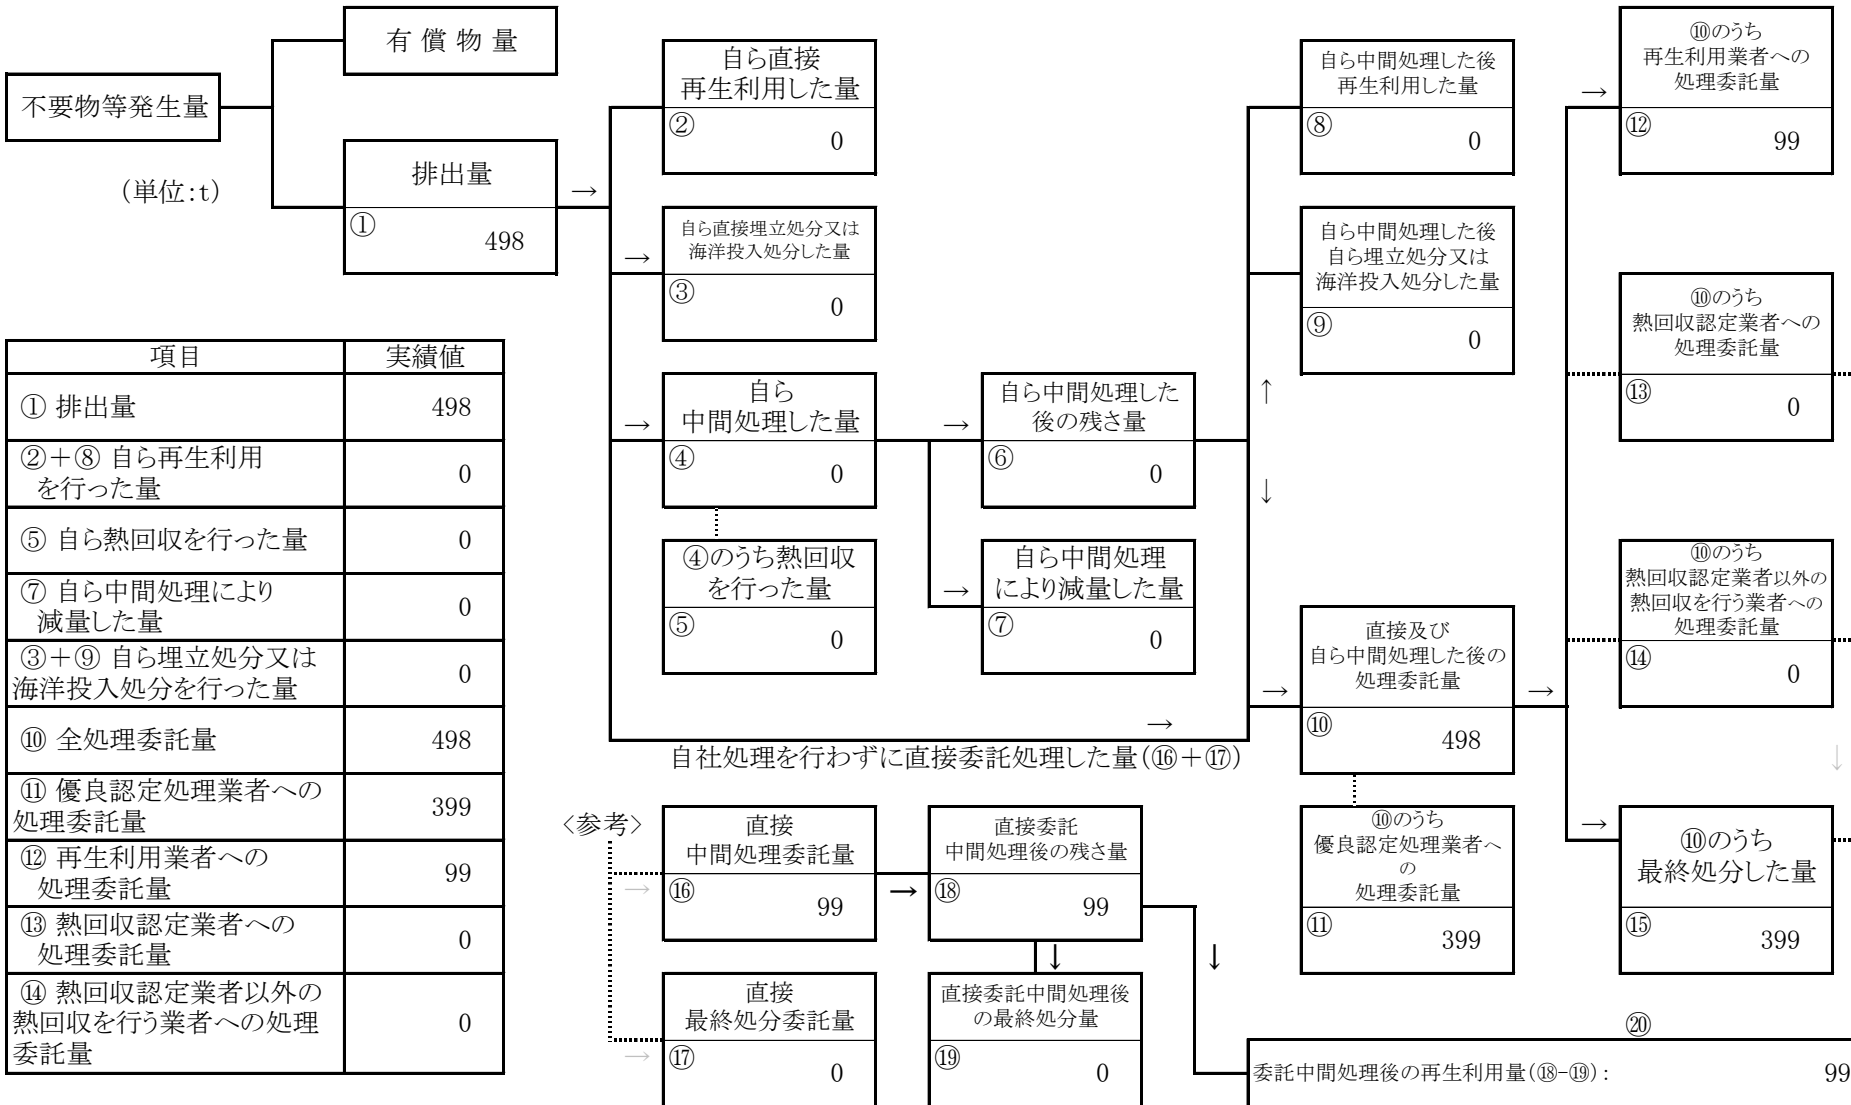 有償物量
不要物等発生量
(単位:t)
排出量
①
498
→
自ら直接
再生利用した量
②
0
→
自ら直接埋立処分又は
海洋投入処分した量
③
0
→
自ら
中間処理した量
④
0
④のうち熱回収
を行った量
⑤
0
→
自ら中間処理した
後の残さ量
⑥
0
→
自ら中間処理
により減量した量
⑦
0
自ら中間処理した後
再生利用した量
⑧
0
自ら中間処理した後
自ら埋立処分又は
海洋投入処分した量
⑨
0
↑
↓
→
自社処理を行わずに直接委託処理した量(⑯+⑰)
→
直接及び
自ら中間処理した後の
処理委託量
⑩
498
→
⑩のうち
優良認定処理業者へ
の
処理委託量
⑪
399
→
⑩のうち
再生利用業者への
処理委託量
⑫
99
⑩のうち
熱回収認定業者への
処理委託量
⑬
0
⑩のうち
熱回収認定業者以外の
熱回収を行う業者への
処理委託量
⑭
0
↓
→
⑩のうち
最終処分した量
⑮
399
項目 実績値
① 排出量 498
②+⑧ 自ら再生利用
を行った量 0
⑤ 自ら熱回収を行った量 0
⑦ 自ら中間処理により
減量した量 0
③+⑨ 自ら埋立処分又は
海洋投入処分を行った量 0
⑩ 全処理委託量 498
⑪ 優良認定処理業者への
処理委託量 399
⑫ 再生利用業者への
処理委託量 99
⑬ 熱回収認定業者への
処理委託量 0
⑭ 熱回収認定業者以外の
熱回収を行う業者への処理
委託量 0
〈参考〉
→
直接
中間処理委託量
⑯
99
→
直接委託
中間処理後の残さ量
⑱
99
↓
↓
→
直接
最終処分委託量
⑰
0
直接委託中間処理後
の最終処分量
⑲
0
⑳
委託中間処理後の再生利用量(⑱-⑲): 99